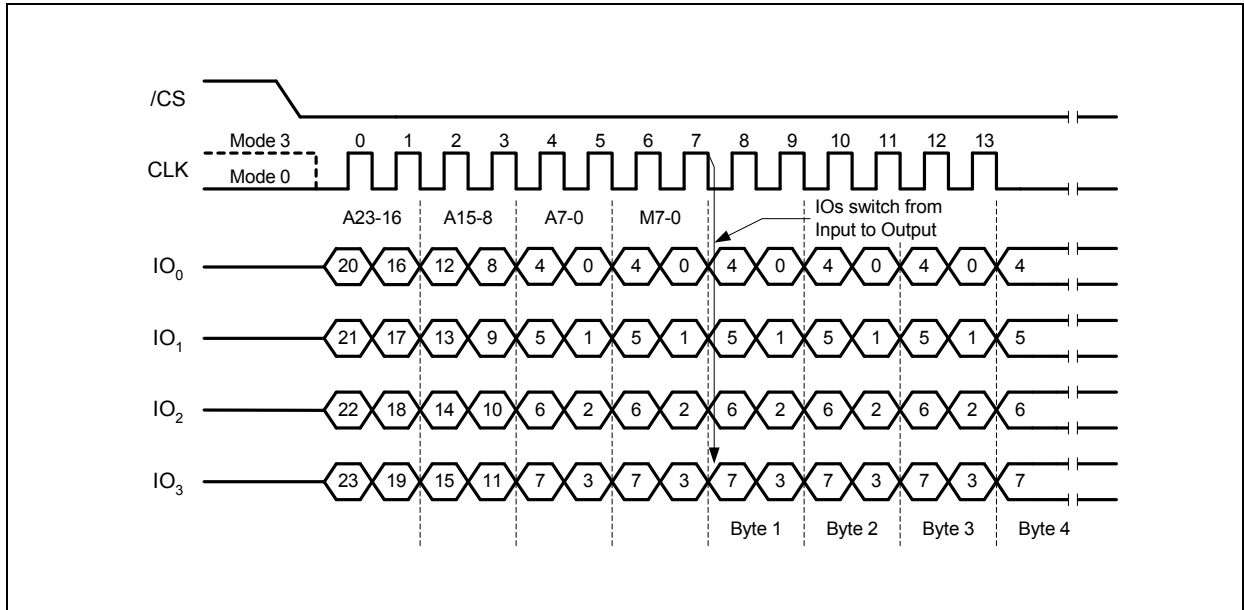 /CS
Mode 3 0 1 2 3 4 5 6 7 8 9 10 11 12 13
CLK
Mode 0
A23-16 A15-8 A7-0 M7-0 IOs switch from
Input to Output
IO0 20 16 12 8 4 0 4 0 4 0 4 0 4 0 4
IO1 21 17 13 9 5 1 5 1 5 1 5 1 5 1 5
IO2 22 18 14 10 6 2 6 2 6 2 6 2 6 2 6
IO3 23 19 15 11 7 3 7 3 7 3 7 3 7 3 7
Byte 1 Byte 2 Byte 3 Byte 4